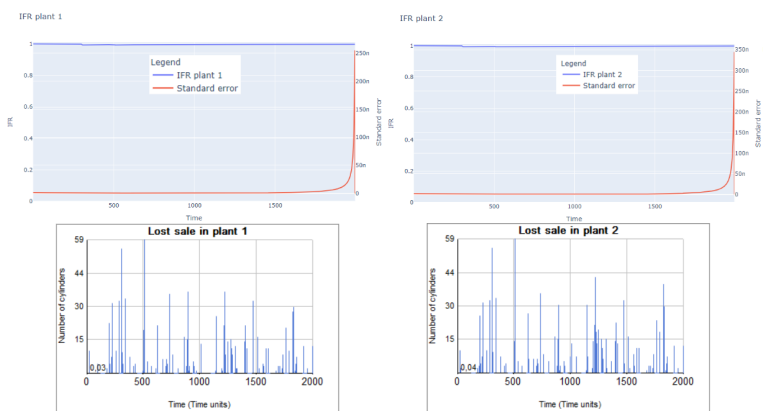 IFR plant 1
1
0.8
0.6
0.4
0.2
0
IFR
Legend
IFR plant 1
Standard error
250n
200n
150n
100n
50n
0
Standard error
500
1000
1500
Time
IFR plant 2
1
0.8
0.6
0.4
0.2
0
IFR
Legend
IFR plant 2
Standard error
350n
300n
250n
200n
150n
100n
50n
0
Standard error
500
1000
1500
Time
Lost sale in plant 1
Number of cylinders
59
44
30
15
0,03
0
500
1000
1500
2000
Time (Time units)
Lost sale in plant 2
Number of cylinders
59
44
30
15
0,04
0
500
1000
1500
2000
Time (Time units)